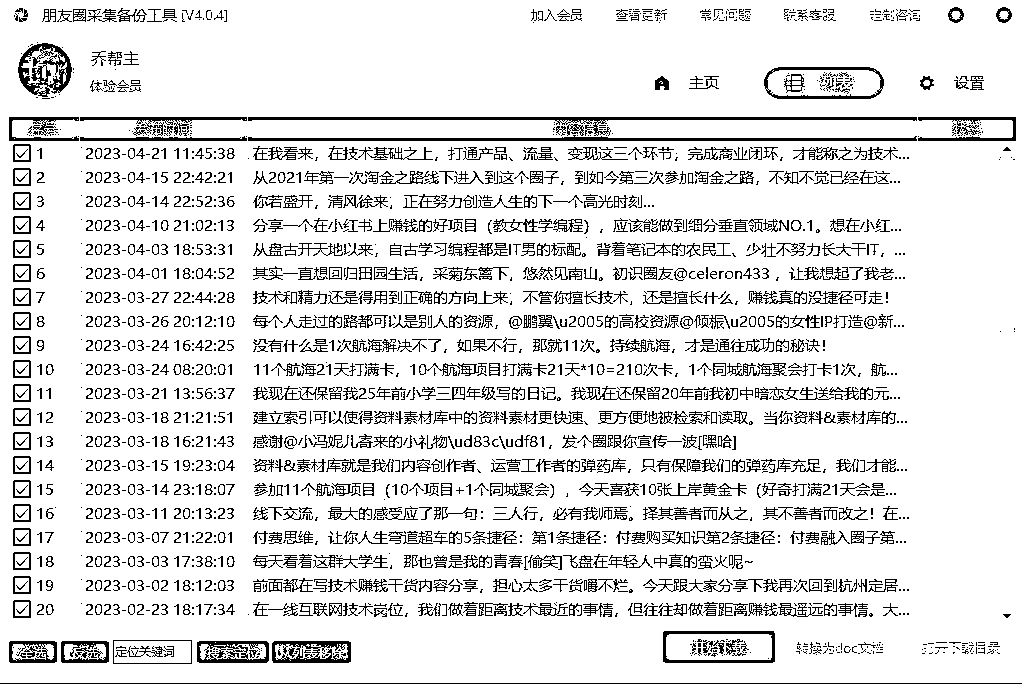 朋友圈采集备份工具 [V4.0.4] 加入会员 查看更新 常见问题 联系客服 定制咨询
乔帮主
体验会员
主页 列表 设置
1 2023-04-21 11:45:38 在我看来，在技术基础之上，打通产品、流量、变现这三个环节，完成商业闭环，才能称之为技术...
2 2023-04-15 22:42:21 从2021年第一次淘金之路线下进入到这个圈子，到如今第三次参加淘金之路，不知不觉已经在这...
3 2023-04-14 22:52:36 你若盛开，清风徐来，正在努力创造人生的下一个高光时刻...
4 2023-04-10 21:02:13 分享一个在小红书上赚钱的好项目（教女性学编程），应该能做到细分垂直领域NO.1。想在小红...
5 2023-04-03 18:53:31 从盘古开天地以来，自古学习编程都是IT男的标配。背着笔记本的农民工、少壮不努力长大干IT，...
6 2023-04-01 18:04:52 其实一直想回归田园生活，采菊东篱下，悠然见南山。初识圈友@celeron433 ，让我想起了我老...
7 2023-03-27 22:44:28 技术和精力还是得用到正确的方向上来，不管你擅长技术，还是擅长什么，赚钱真的没捷径可走！
8 2023-03-26 20:12:10 每个人走过的路都可以是别人的资源，@鹏翼\u2005的高校资源@倾振\u2005的女性IP打造@新...
9 2023-03-24 16:42:25 没有什么是1次航海解决不了，如果不行，那就11次。持续航海，才是通往成功的秘诀！
10 2023-03-24 08:20:01 11个航海21天打满卡，10个航海项目打满卡21天*10=210次卡，1个同城航海聚会打卡1次，航...
11 2023-03-21 13:56:37 我现在还保留我25年前小学三四年级写的日记。我现在还保留20年前我初中暗恋女生送给我的元...
12 2023-03-18 21:21:51 建立索引可以使得资料素材库中的资料素材更快速、更方便地被检索和读取。当你资料&素材库的...
13 2023-03-18 16:21:43 感谢@小冯妮儿寄来的小礼物\ud83c\udf81，发个圈跟你宣传一波[嘿哈]
14 2023-03-15 19:23:04 资料&素材库就是我们内容创作者、运营工作者的弹药库，只有保障我们的弹药库充足，我们才能...
15 2023-03-14 23:18:07 参加11个航海项目（10个项目+1个同城聚会），今天喜获10张上岸黄金卡（好奇打满21天会是...
16 2023-03-11 20:13:23 线下交流，最大的感受应了那一句：三人行，必有我师焉。择其善者而从之，其不善者而改之！在...
17 2023-03-07 21:22:01 付费思维，让你人生弯道超车的5条捷径：第1条捷径：付费购买知识第2条捷径：付费融入圈子第...
18 2023-03-03 17:38:10 每天看着这群大学生，那也曾是我的青春[偷笑]飞盘在年轻人中真的蛮火呢~
19 2023-03-02 18:12:03 前面都在写技术赚钱干货内容分享，担心太多干货嚼不烂。今天跟大家分享下我再次回到杭州定居...
20 2023-02-23 18:17:34 在一线互联网技术岗位，我们做着距离技术最近的事情，但往往却做着距离赚钱最遥远的事情。大...
定位关键词 转换为doc文档 打开下载目录